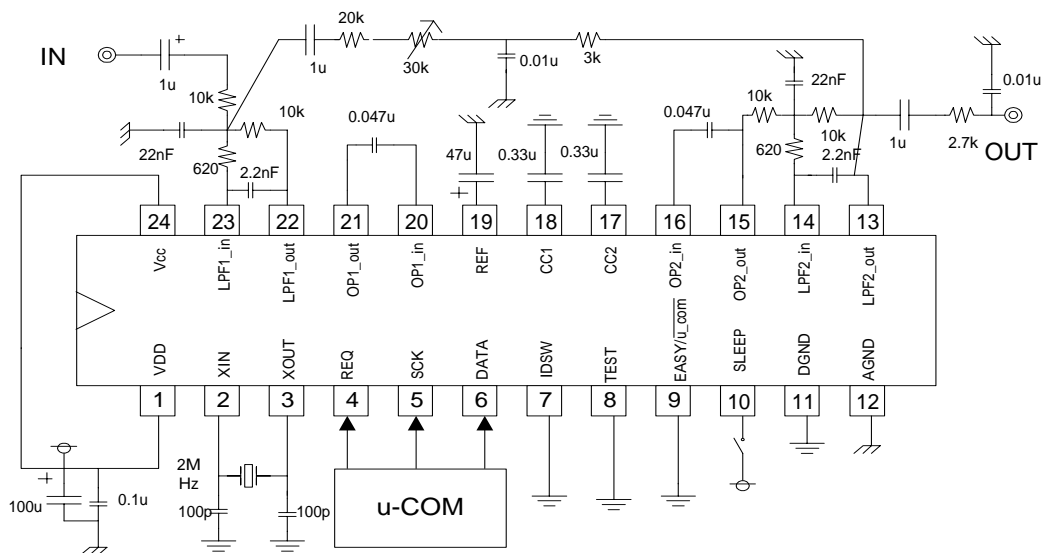 20k
IN
+
1u
1u
30k
0.01u
3k
0.01u
10k
10k
22nF
0.047u
0.047u
10k
10k
22nF
620
2.2nF
47u
+
0.33u
0.33u
620
2.2nF
1u
2.7k
OUT
24 23 22 21 20 19 18 17 16 15 14 13
Vcc LPF1_in LPF1_out OP1_out OP1_in REF CC1 CC2 OP2_in OP2_out LPF2_in LPF2_out
VDD XIN XOUT REQ SCK DATA IDSW TEST EASY/u_com SLEEP DGND AGND
1 2 3 4 5 6 7 8 9 10 11 12
+
100u
0.1u
2M
Hz
100p
100p
u-COM